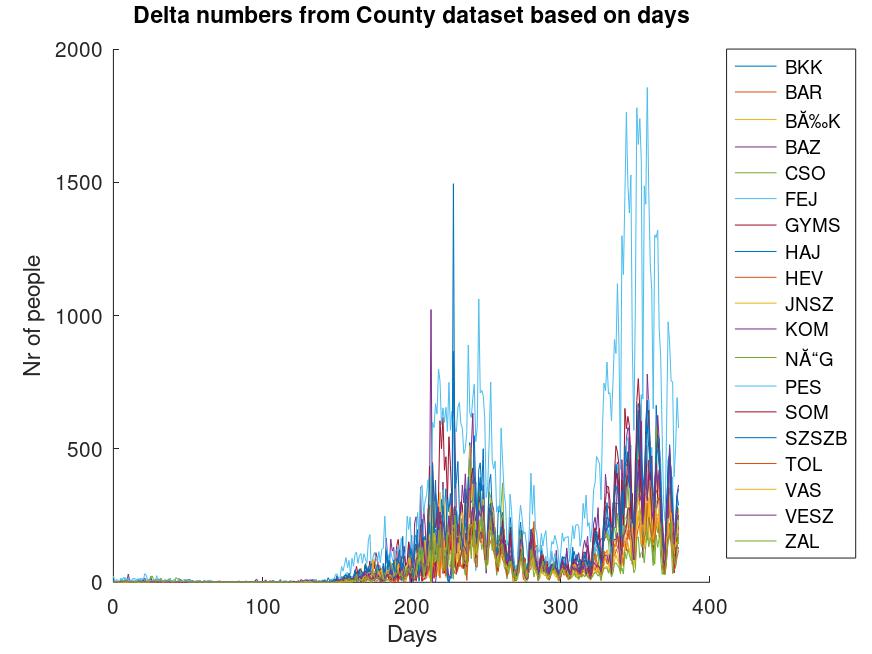 Delta numbers from County dataset based on days
2000
1500
1000
500
0
0 100 200 300 400
Nr of people
Days
BKK
BAR
BĂ‰K
BAZ
CSO
FEJ
GYMS
HAJ
HEV
JNSZ
KOM
NĂ“G
PES
SOM
SZSZB
TOL
VAS
VESZ
ZAL